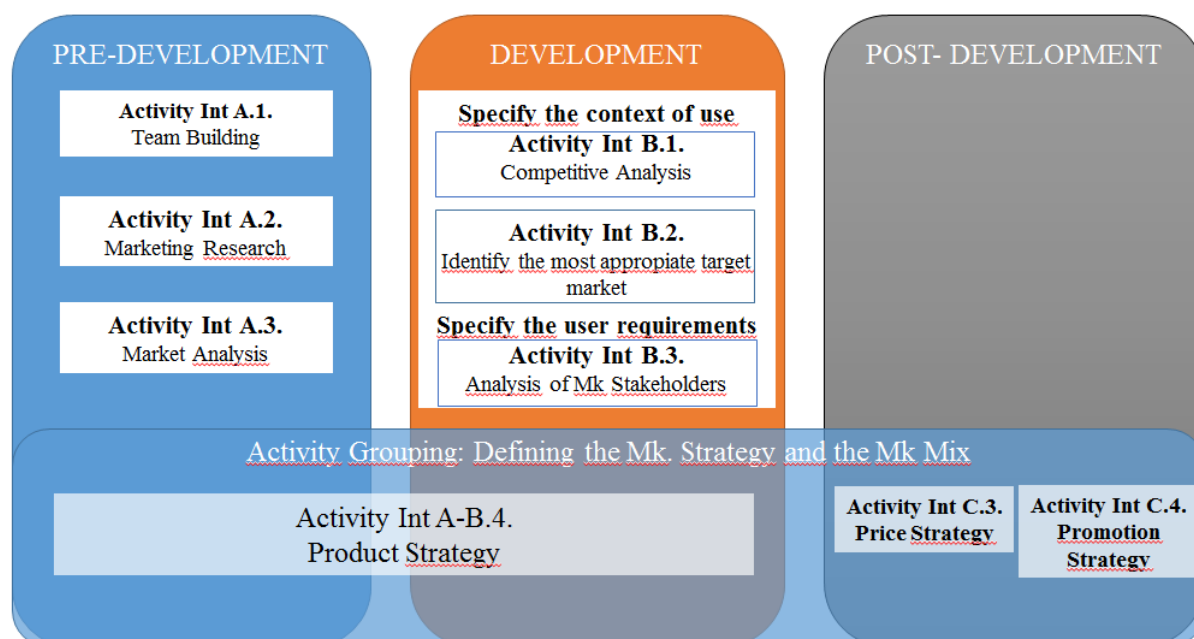 PRE-DEVELOPMENT
Activity Int A.1.
Team Building
Activity Int A.2.
Marketing Research
Activity Int A.3.
Market Analysis
DEVELOPMENT
Specify the context of use
Activity Int B.1.
Competitive Analysis
Activity Int B.2.
Identify the most appropiate target
market
Specify the user requirements
Activity Int B.3.
Analysis of Mk Stakeholders
POST- DEVELOPMENT
Activity Grouping: Defining the Mk. Strategy and the Mk Mix
Activity Int A-B.4.
Product Strategy
Activity Int C.3.
Price Strategy
Activity Int C.4.
Promotion
Strategy